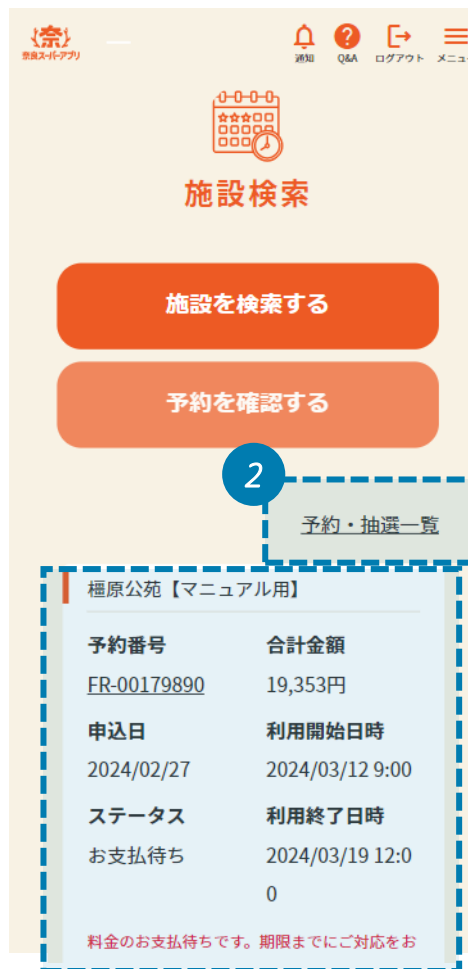 奈
奈良スーパーアプリ
通知 Q&A ログアウト メニュー
施設検索
施設を検索する
予約を確認する
2
予約・抽選一覧
橿原公苑【マニュアル用】
予約番号 合計金額
FR-00179890 19,353円
申込日 利用開始日時
2024/02/27 2024/03/12 9:00
ステータス 利用終了日時
お支払待ち 2024/03/19 12:0
0
料金のお支払待ちです。期限までにご対応をお